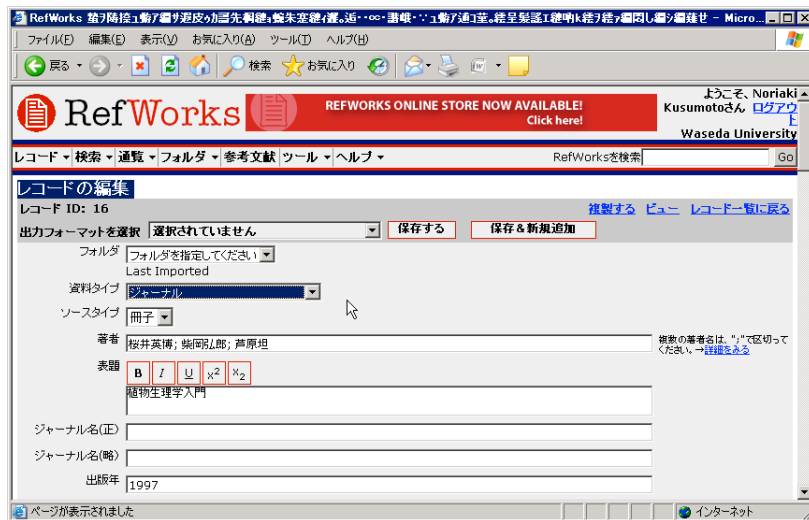 RefWorks
Micro...
ファイル(F) 編集(E) 表示(V) お気に入り(A) ツール(T) ヘルプ(H)
戻る 検索 お気に入り
RefWorks
REFWORKS ONLINE STORE NOW AVAILABLE!
Click here!
ようこそ、Noriaki
Kusumotoさん ログアウ
ト
Waseda University
レコード 検索 通覧 フォルダ 参考文献 ツール ヘルプ RefWorksを検索 Go
レコードの編集
レコード ID: 16 複製する ビュー レコード一覧に戻る
出力フォーマットを選択 選択されていません 保存する 保存&新規追加
フォルダ フォルダを指定してください
Last Imported
資料タイプ ジャーナル
ソースタイプ 冊子
著者 桜井英博; 柴岡弘郎; 芦原坦
複数の著者名は、";"で区切って
ください。→詳細をみる
表題 B I U x² x₂
植物生理学入門
ジャーナル名(正)
ジャーナル名(略)
出版年 1997
ページが表示されました インターネット